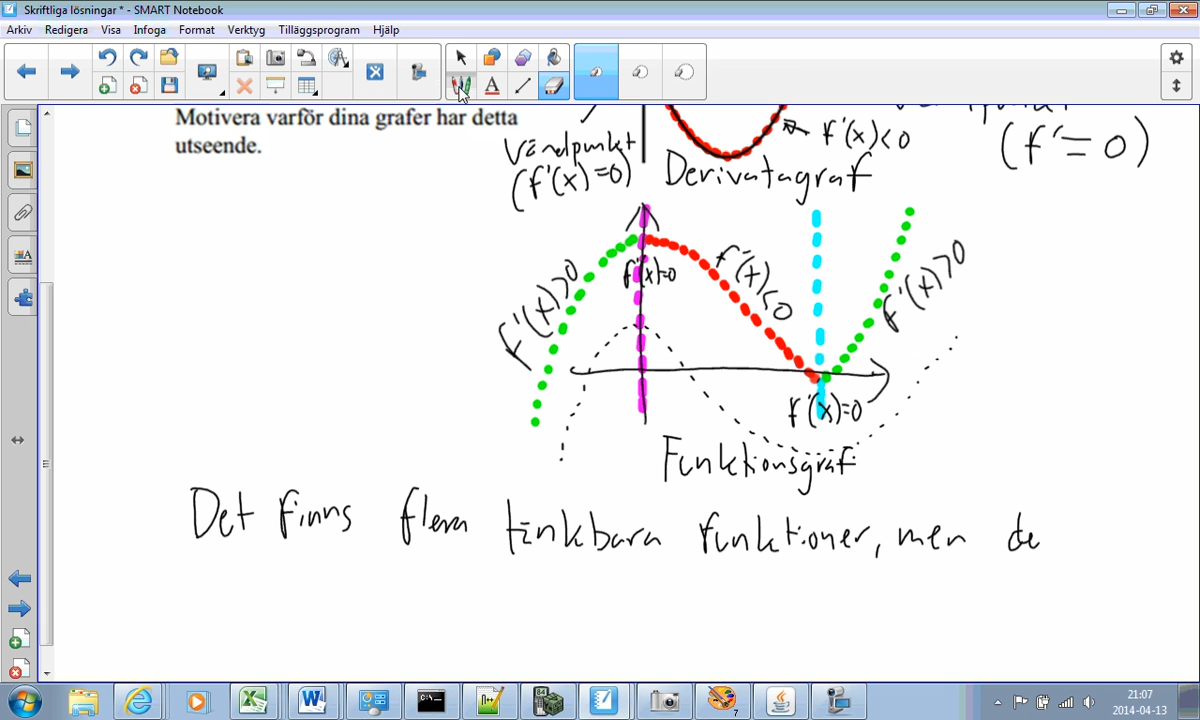 Skriftliga lösningar * - SMART Notebook
Arkiv Redigera Visa Infoga Format Verktyg Tilläggsprogram Hjälp
Motivera varför dina grafer har detta
utseende.
Vändpunkt
(f'(x)=0)
f'(x)<0
(f'=0)
Derivatagraf
f'(x)>0
f'(x)=0
f'(x)<0
f'(x)>0
f'(x)=0
Funktionsgraf
Det finns flera tänkbara funktioner, men de
21:07
2014-04-13